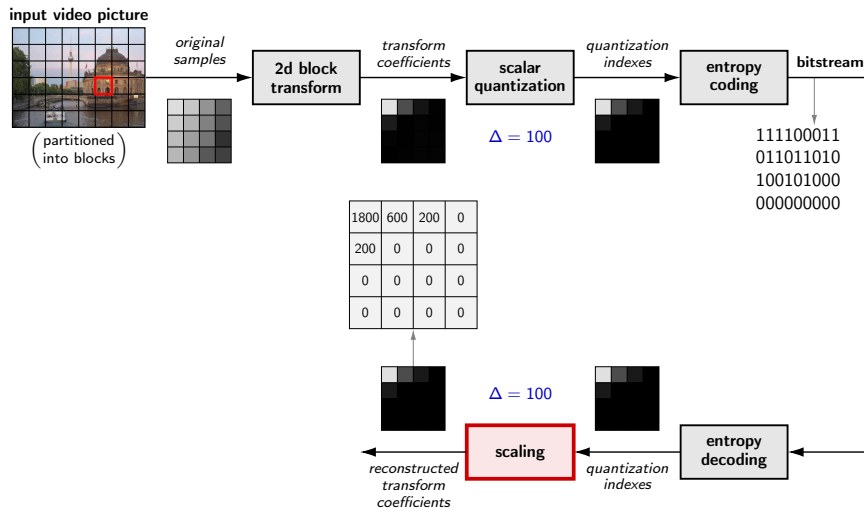 input video picture
(partitioned
into blocks)
original
samples
2d block
transform
transform
coefficients
scalar
quantization
Δ = 100
quantization
indexes
entropy
coding
bitstream
111100011
011011010
100101000
000000000
1800 600 200 0
200 0 0 0
0 0 0 0
0 0 0 0
Δ = 100
scaling
reconstructed
transform
coefficients
quantization
indexes
entropy
decoding